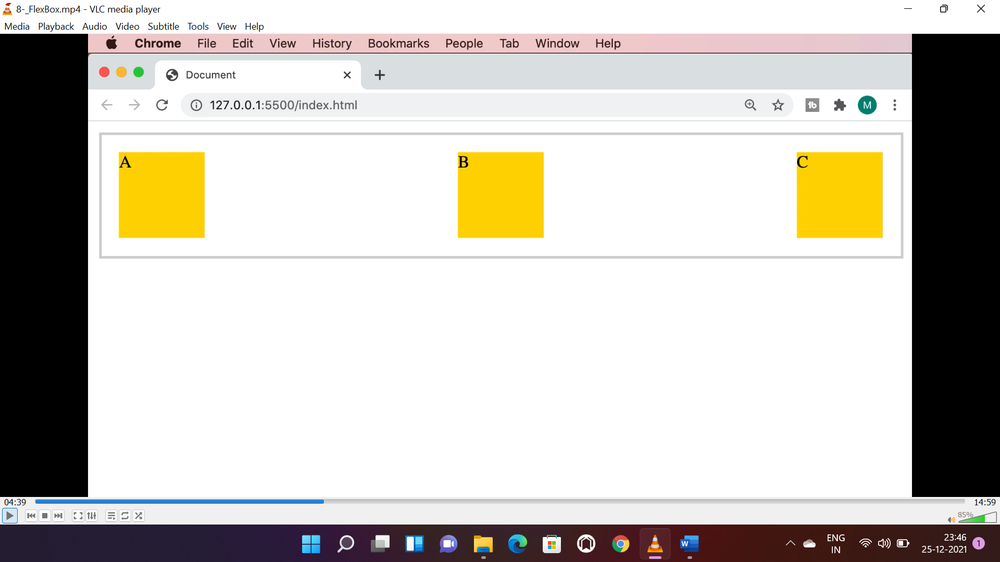 8-_FlexBox.mp4 - VLC media player
Media Playback Audio Video Subtitle Tools View Help
Chrome File Edit View History Bookmarks People Tab Window Help
Document
127.0.0.1:5500/index.html
M
A B C
04:39 14:59
85%
ENG 23:46
IN 25-12-2021 1